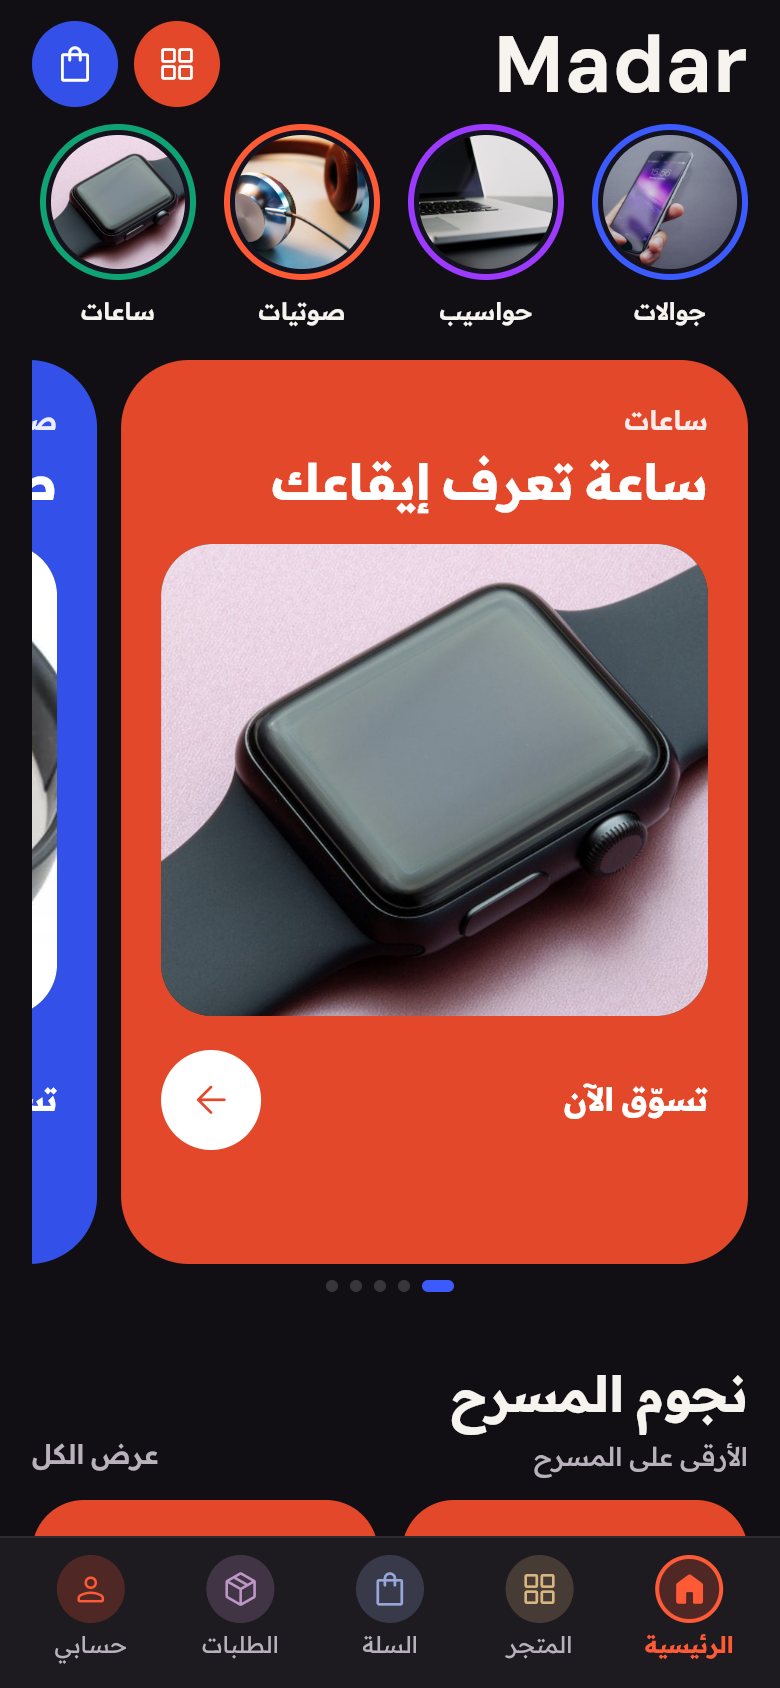 Madar
جوالات
حواسيب
صوتيات
ساعات
ساعات
ساعة تعرف إيقاعك
تسوّق الآن
نجوم المسرح
الأرقى على المسرح
عرض الكل
الرئيسية
المتجر
السلة
الطلبات
حسابي